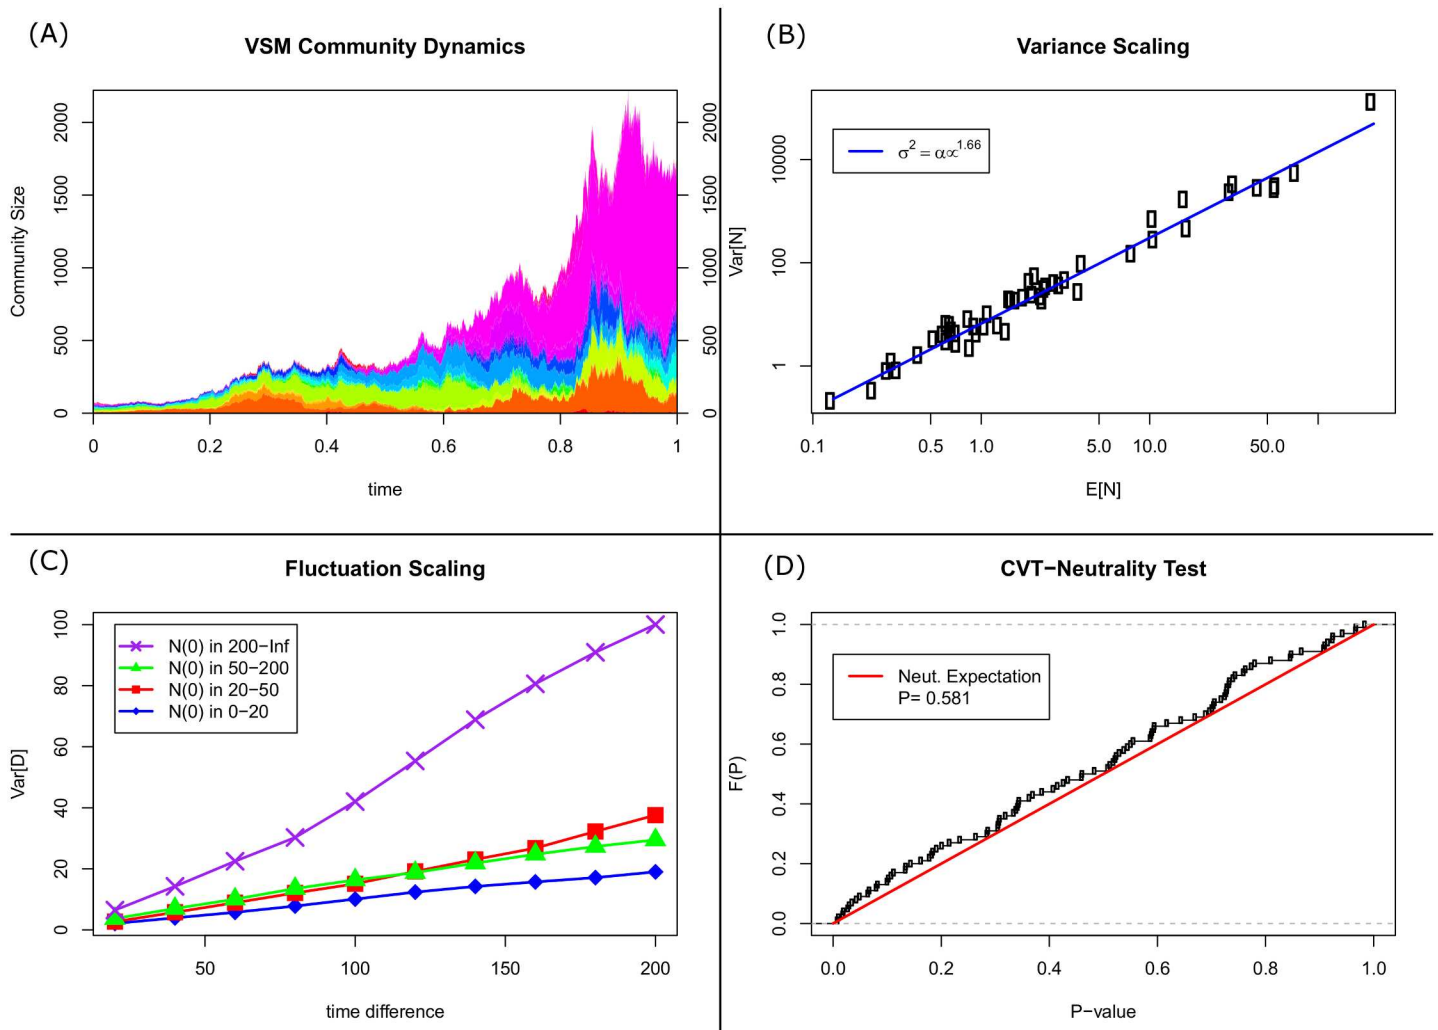 (A)
VSM Community Dynamics
Community Size
0
500
1000
1500
2000
0
500
1000
1500
2000
0
0.2
0.4
0.6
0.8
1
time
(B)
Variance Scaling
Var[N]
1
100
10000
σ² = α∝^1.66
0.1
0.5
1.0
5.0
10.0
50.0
E[N]
(C)
Fluctuation Scaling
Var[D]
0
20
40
60
80
100
N(0) in 200−Inf
N(0) in 50−200
N(0) in 20−50
N(0) in 0−20
50
100
150
200
time difference
(D)
CVT−Neutrality Test
F(P)
0.0
0.2
0.4
0.6
0.8
1.0
Neut. Expectation
P= 0.581
0.0
0.2
0.4
0.6
0.8
1.0
P−value